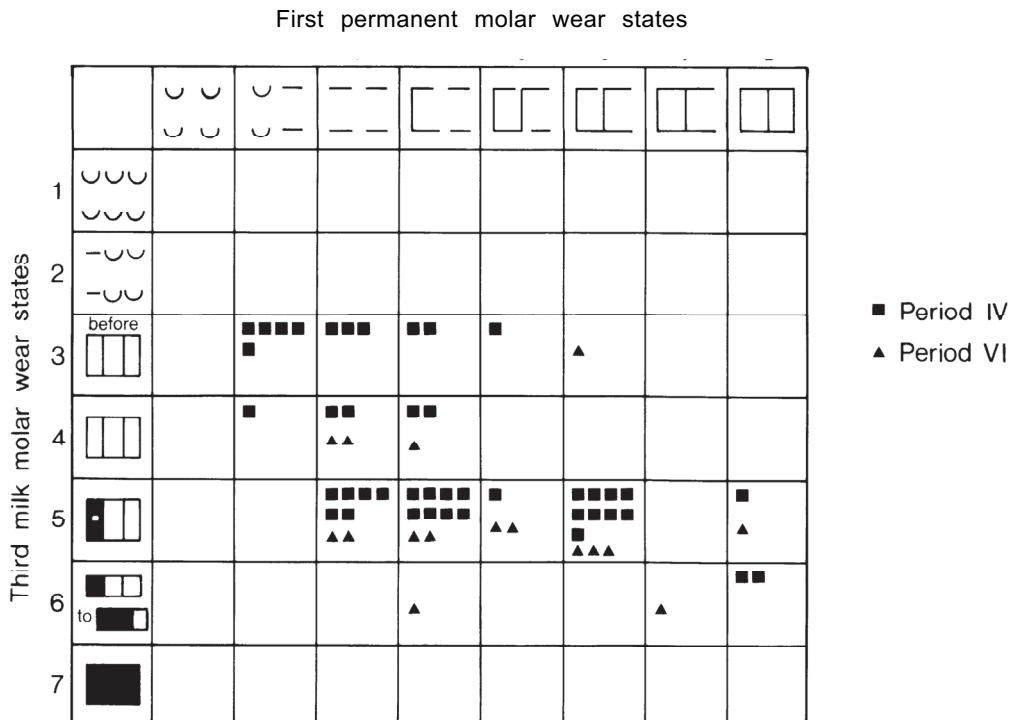 First permanent molar wear states
Third milk molar wear states
1
2
before
3
4
5
6
to
7
■ Period IV
▲ Period VI